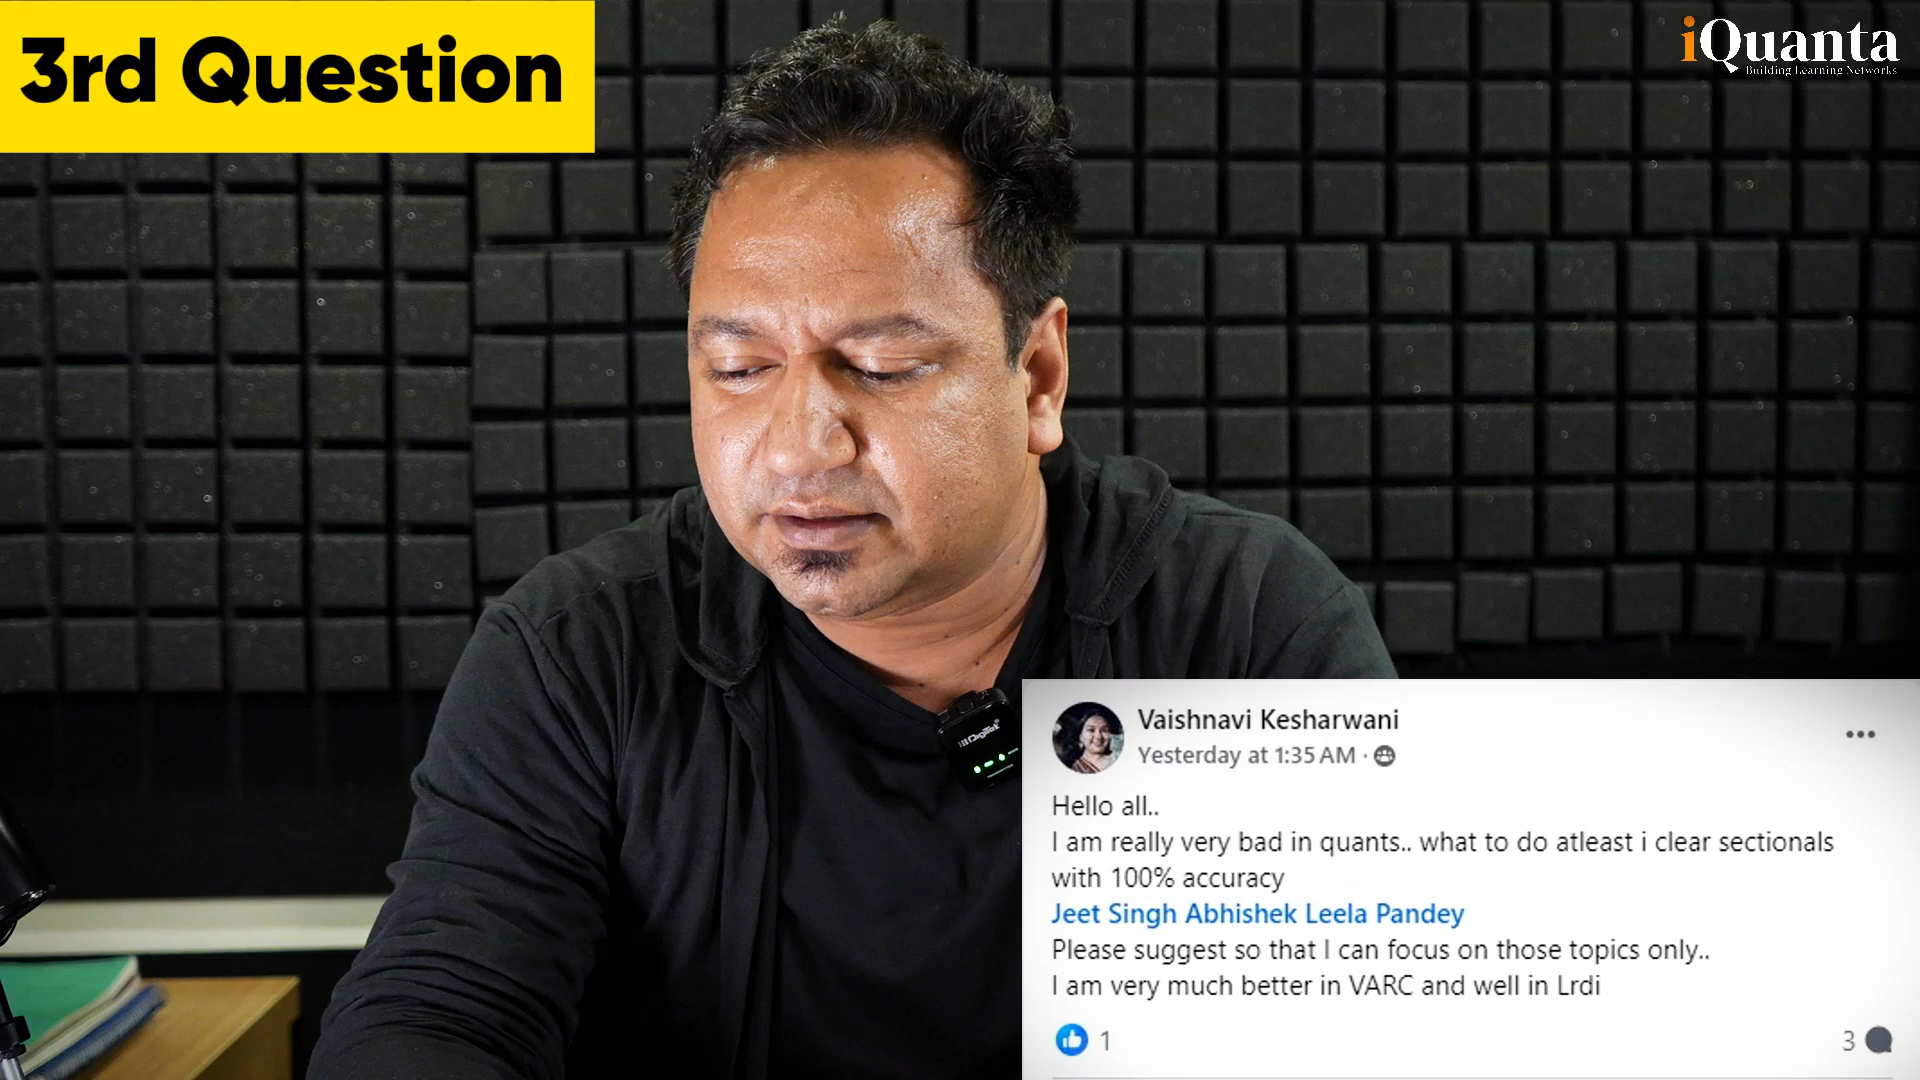 3rd Question
iQuanta
Building Learning Networks
DigiTek
Vaishnavi Kesharwani
Yesterday at 1:35 AM ·
Hello all..
I am really very bad in quants.. what to do atleast i clear sectionals
with 100% accuracy
Jeet Singh Abhishek Leela Pandey
Please suggest so that I can focus on those topics only..
I am very much better in VARC and well in Lrdi
1
3